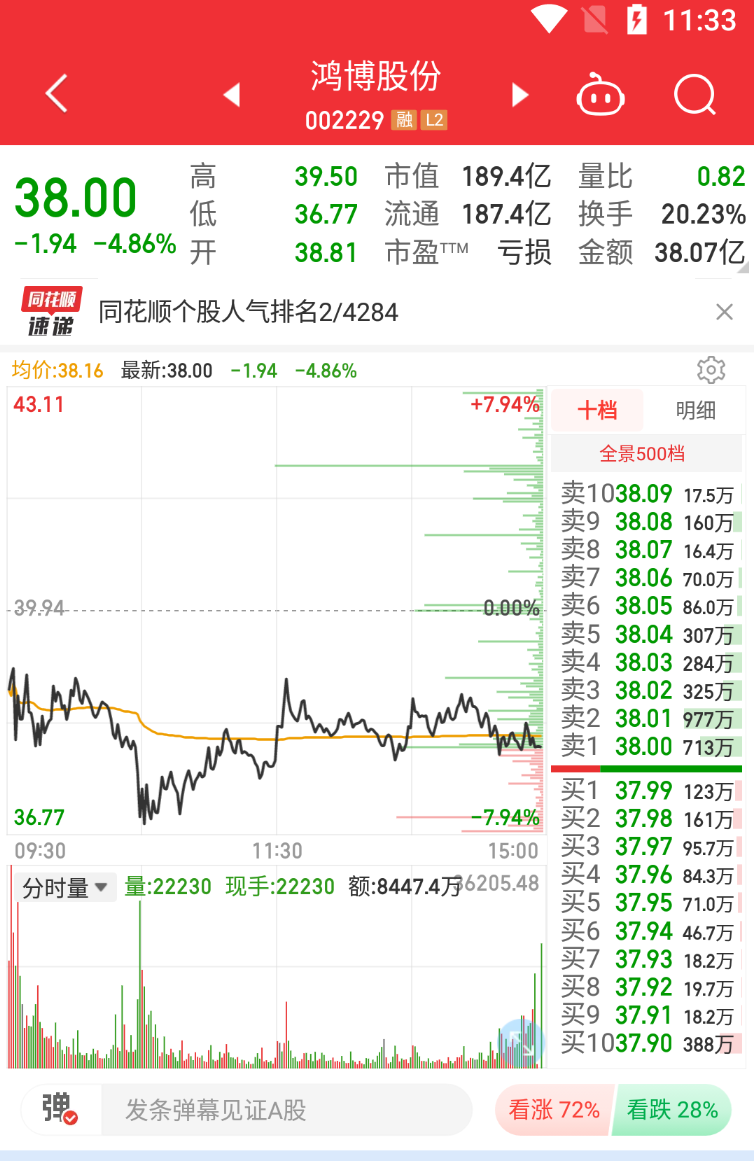 11:33
鸿博股份
002229 融 L2
38.00
-1.94 -4.86%
高 39.50 市值 189.4亿 量比 0.82
低 36.77 流通 187.4亿 换手 20.23%
开 38.81 市盈TTM 亏损 金额 38.07亿
同花顺
速递
同花顺个股人气排名2/4284
均价:38.16 最新:38.00 -1.94 -4.86%
43.11 +7.94%
39.94 0.00%
36.77 -7.94%
09:30 11:30 15:00
十档 明细
全景500档
卖10 38.09 17.5万
卖9 38.08 160万
卖8 38.07 16.4万
卖7 38.06 70.0万
卖6 38.05 86.0万
卖5 38.04 307万
卖4 38.03 284万
卖3 38.02 325万
卖2 38.01 977万
卖1 38.00 713万
买1 37.99 123万
买2 37.98 161万
买3 37.97 95.7万
买4 37.96 84.3万
买5 37.95 71.0万
买6 37.94 46.7万
买7 37.93 18.2万
买8 37.92 19.7万
买9 37.91 18.2万
买10 37.90 388万
分时量 量:22230 现手:22230 额:8447.4万 36205.48
弹 发条弹幕见证A股
看涨 72% 看跌 28%